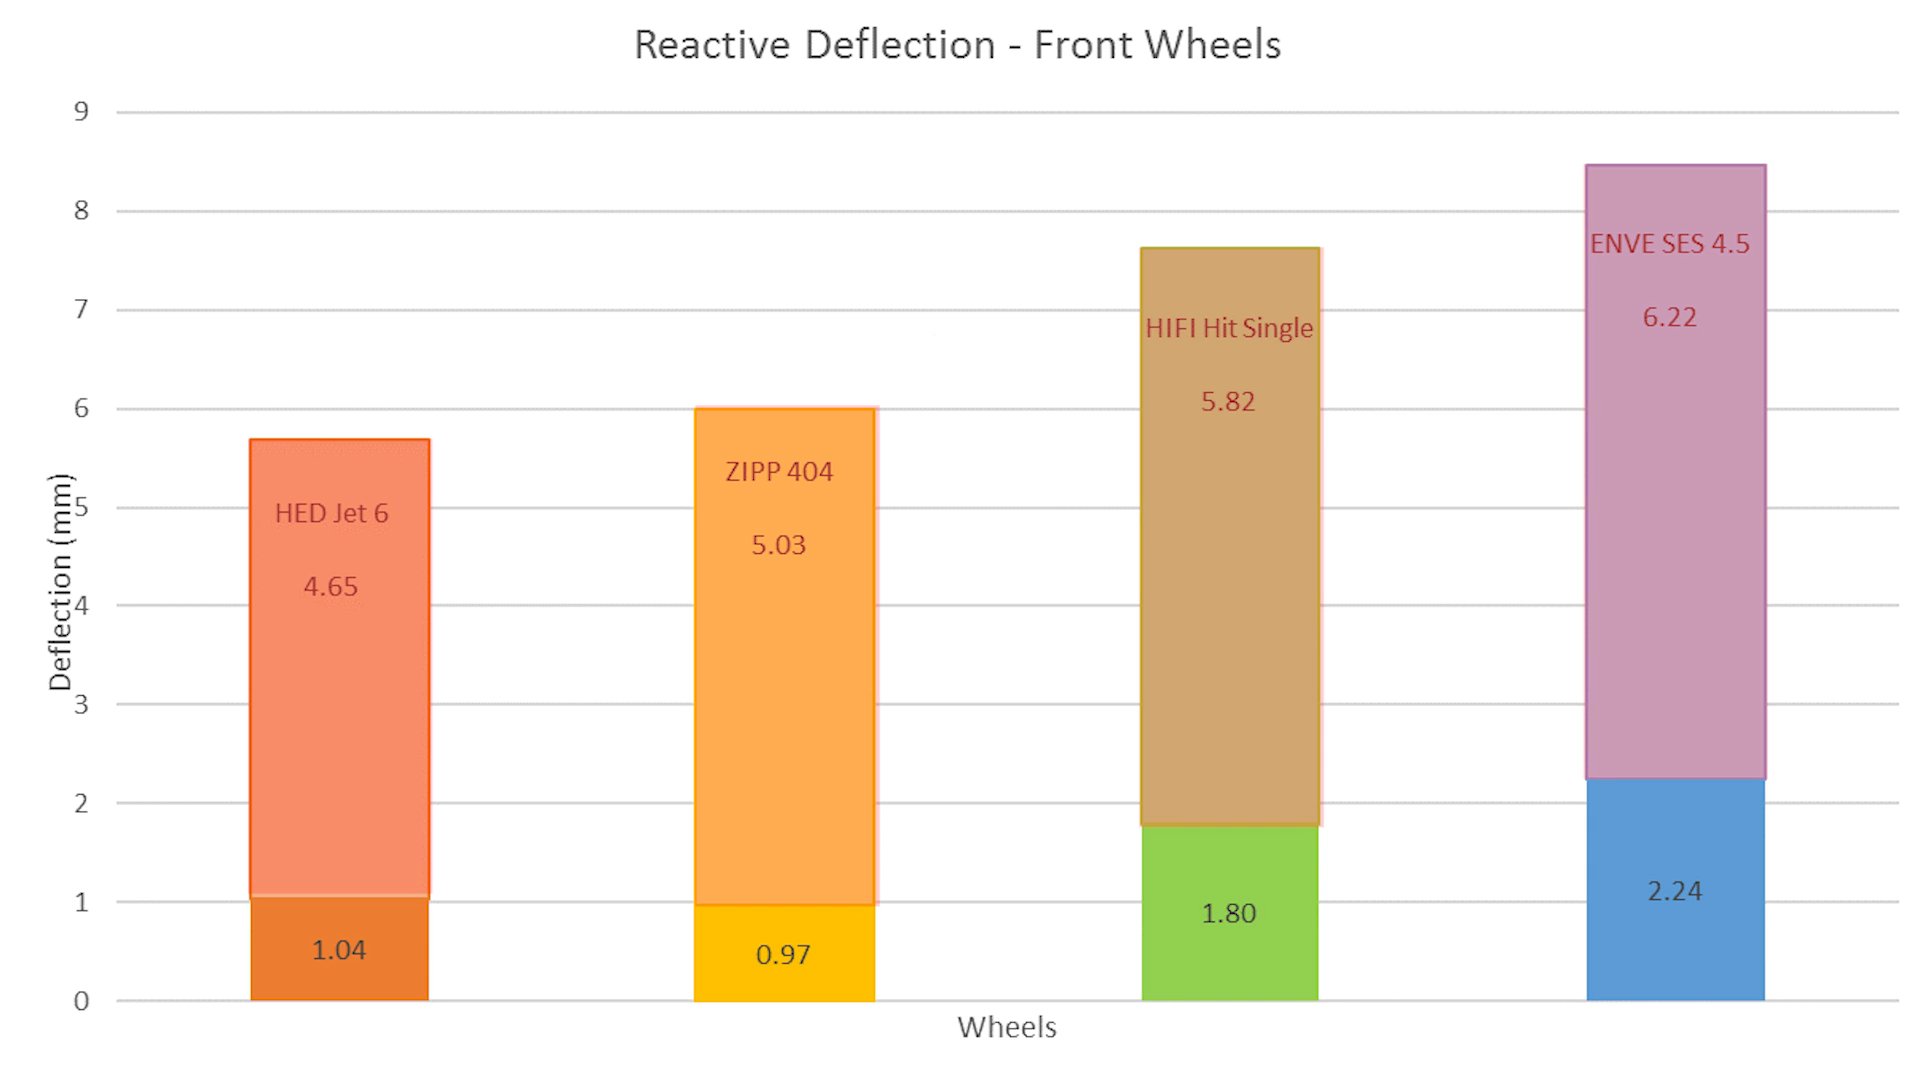 Reactive Deflection - Front Wheels
9
8
7
6
5
4
3
2
1
0
Deflection (mm)
HED Jet 6
4.65
1.04
ZIPP 404
5.03
0.97
HIFI Hit Single
5.82
1.80
ENVE SES 4.5
6.22
2.24
Wheels